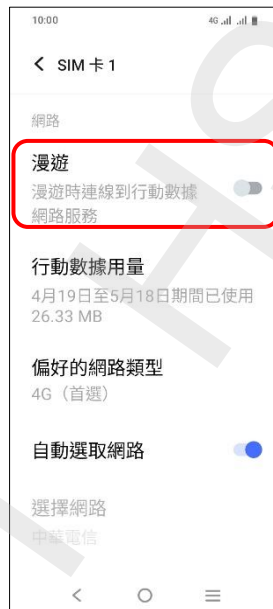 10:00
4G
SIM 卡 1
網路
漫遊
漫遊時連線到行動數據
網路服務
行動數據用量
4月19日至5月18日期間已使用
26.33 MB
偏好的網路類型
4G（首選）
自動選取網路
選擇網路
中華電信